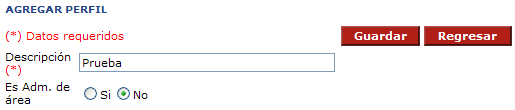 AGREGAR PERFIL
(*) Datos requeridos Guardar Regresar
Descripción
(*) Prueba
Es Adm. de
área Si No